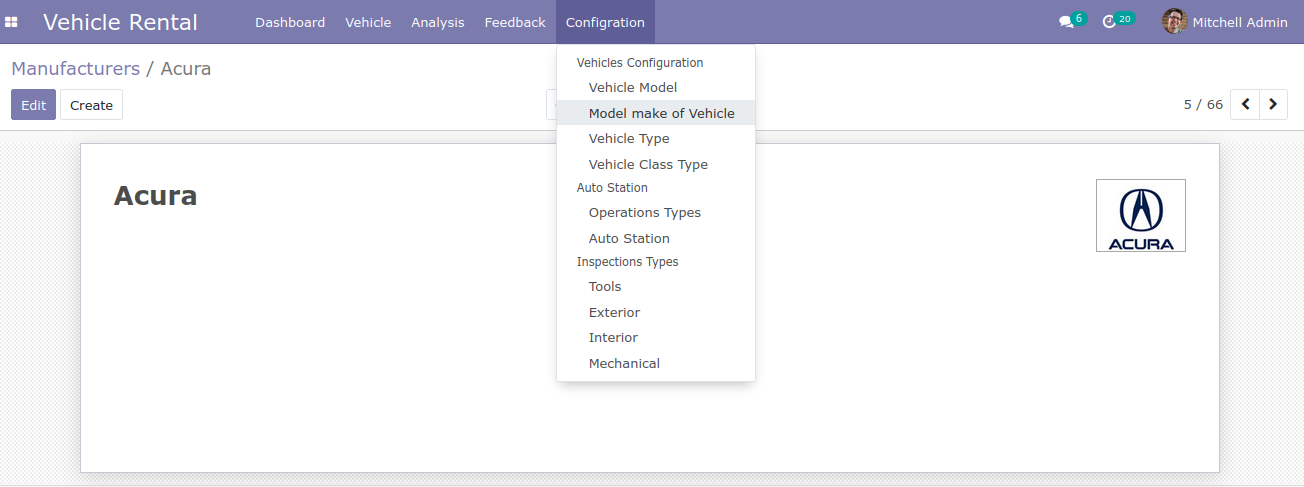 Vehicle Rental Dashboard Vehicle Analysis Feedback Configration 6 20 Mitchell Admin
Manufacturers / Acura
Edit Create 5 / 66
Vehicles Configuration
Vehicle Model
Model make of Vehicle
Vehicle Type
Vehicle Class Type
Auto Station
Operations Types
Auto Station
Inspections Types
Tools
Exterior
Interior
Mechanical
Acura
ACURA